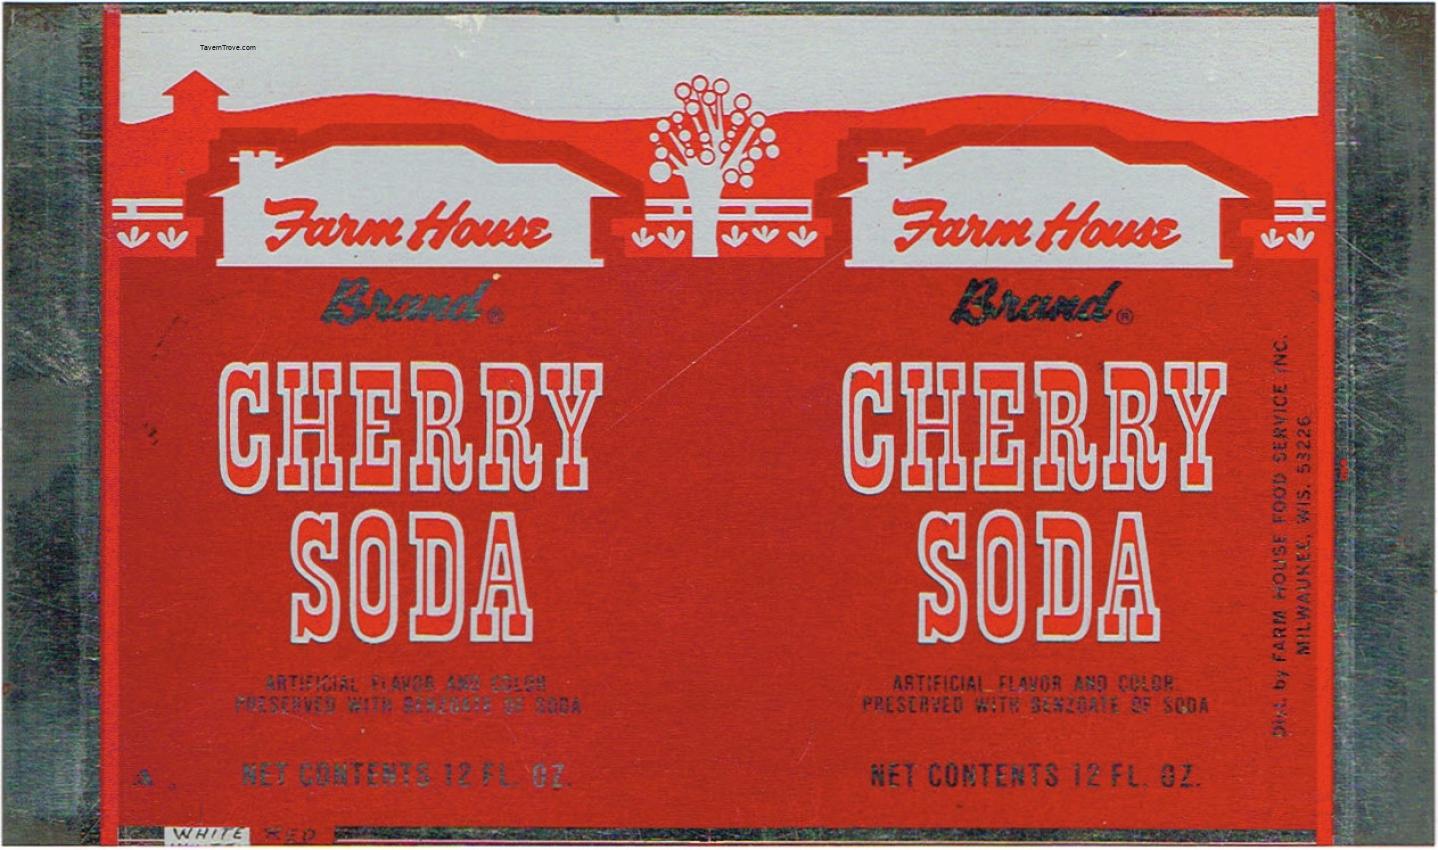 TavernTrove.com
Farm House
Brand®
CHERRY
SODA
ARTIFICIAL FLAVOR AND COLOR
PRESERVED WITH BENZOATE OF SODA
NET CONTENTS 12 FL. OZ.
Farm House
Brand®
CHERRY
SODA
ARTIFICIAL FLAVOR AND COLOR
PRESERVED WITH BENZOATE OF SODA
NET CONTENTS 12 FL. OZ.
by FARM HOUSE FOOD SERVICE INC.
MILWAUKEE, WIS. 53226
WHITE RED